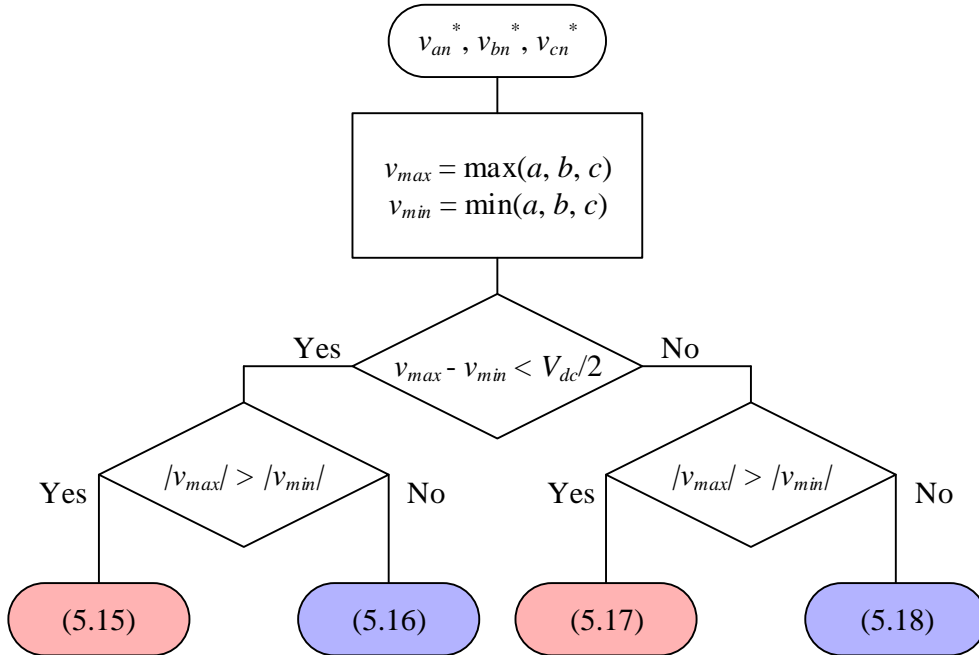 v_an*, v_bn*, v_cn*
v_max = max(a, b, c)
v_min = min(a, b, c)
Yes
No
v_max - v_min < V_dc/2
|v_max| > |v_min|
|v_max| > |v_min|
Yes
No
Yes
No
(5.15)
(5.16)
(5.17)
(5.18)